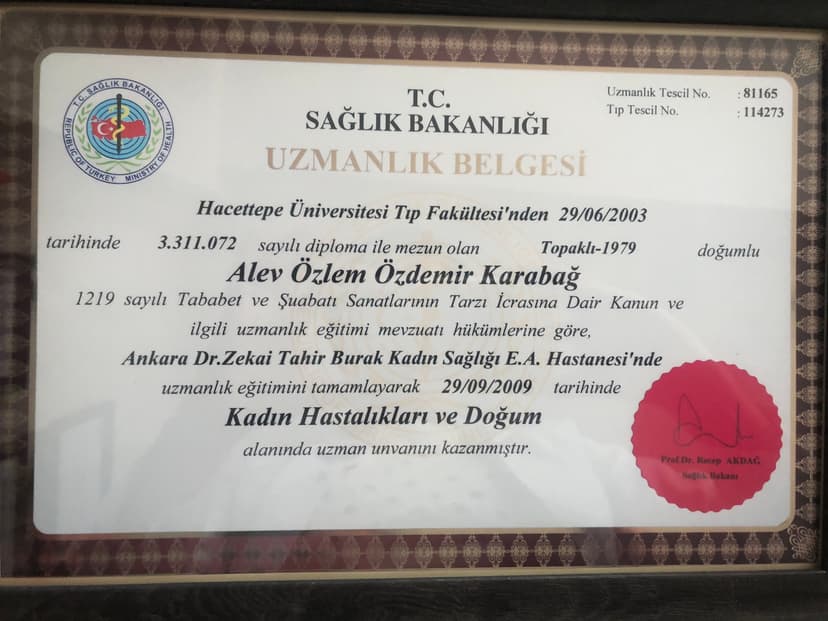 T.C. SAĞLIK BAKANLIĞI
REPUBLIC OF TURKEY MINISTRY OF HEALTH
T.C.
SAĞLIK BAKANLIĞI
UZMANLIK BELGESİ
Uzmanlık Tescil No. : 81165
Tıp Tescil No. : 114273
Hacettepe Üniversitesi Tıp Fakültesi'nden 29/06/2003
tarihinde 3.311.072 sayılı diploma ile mezun olan Topaklı-1979 doğumlu
Alev Özlem Özdemir Karabağ
1219 sayılı Tababet ve Şuabatı Sanatlarının Tarzı İcrasına Dair Kanun ve
ilgili uzmanlık eğitimi mevzuatı hükümlerine göre,
Ankara Dr.Zekai Tahir Burak Kadın Sağlığı E.A. Hastanesi'nde
uzmanlık eğitimini tamamlayarak 29/09/2009 tarihinde
Kadın Hastalıkları ve Doğum
alanında uzman unvanını kazanmıştır.
Prof.Dr. Recep AKDAĞ
Sağlık Bakanı